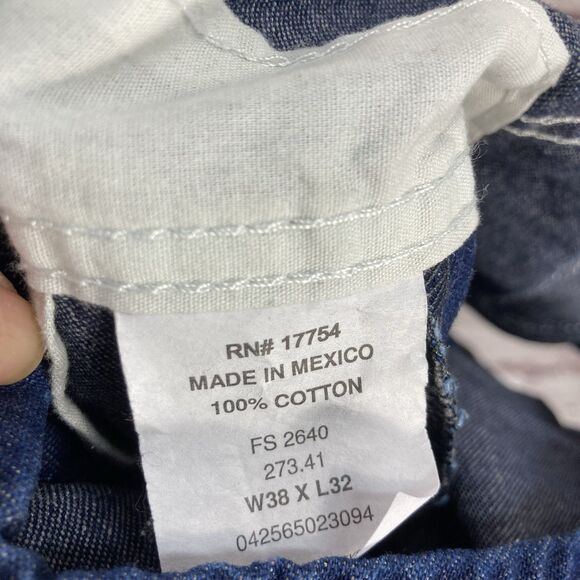 RN# 17754
MADE IN MEXICO
100% COTTON
FS 2640
273.41
W38 X L32
042565023094